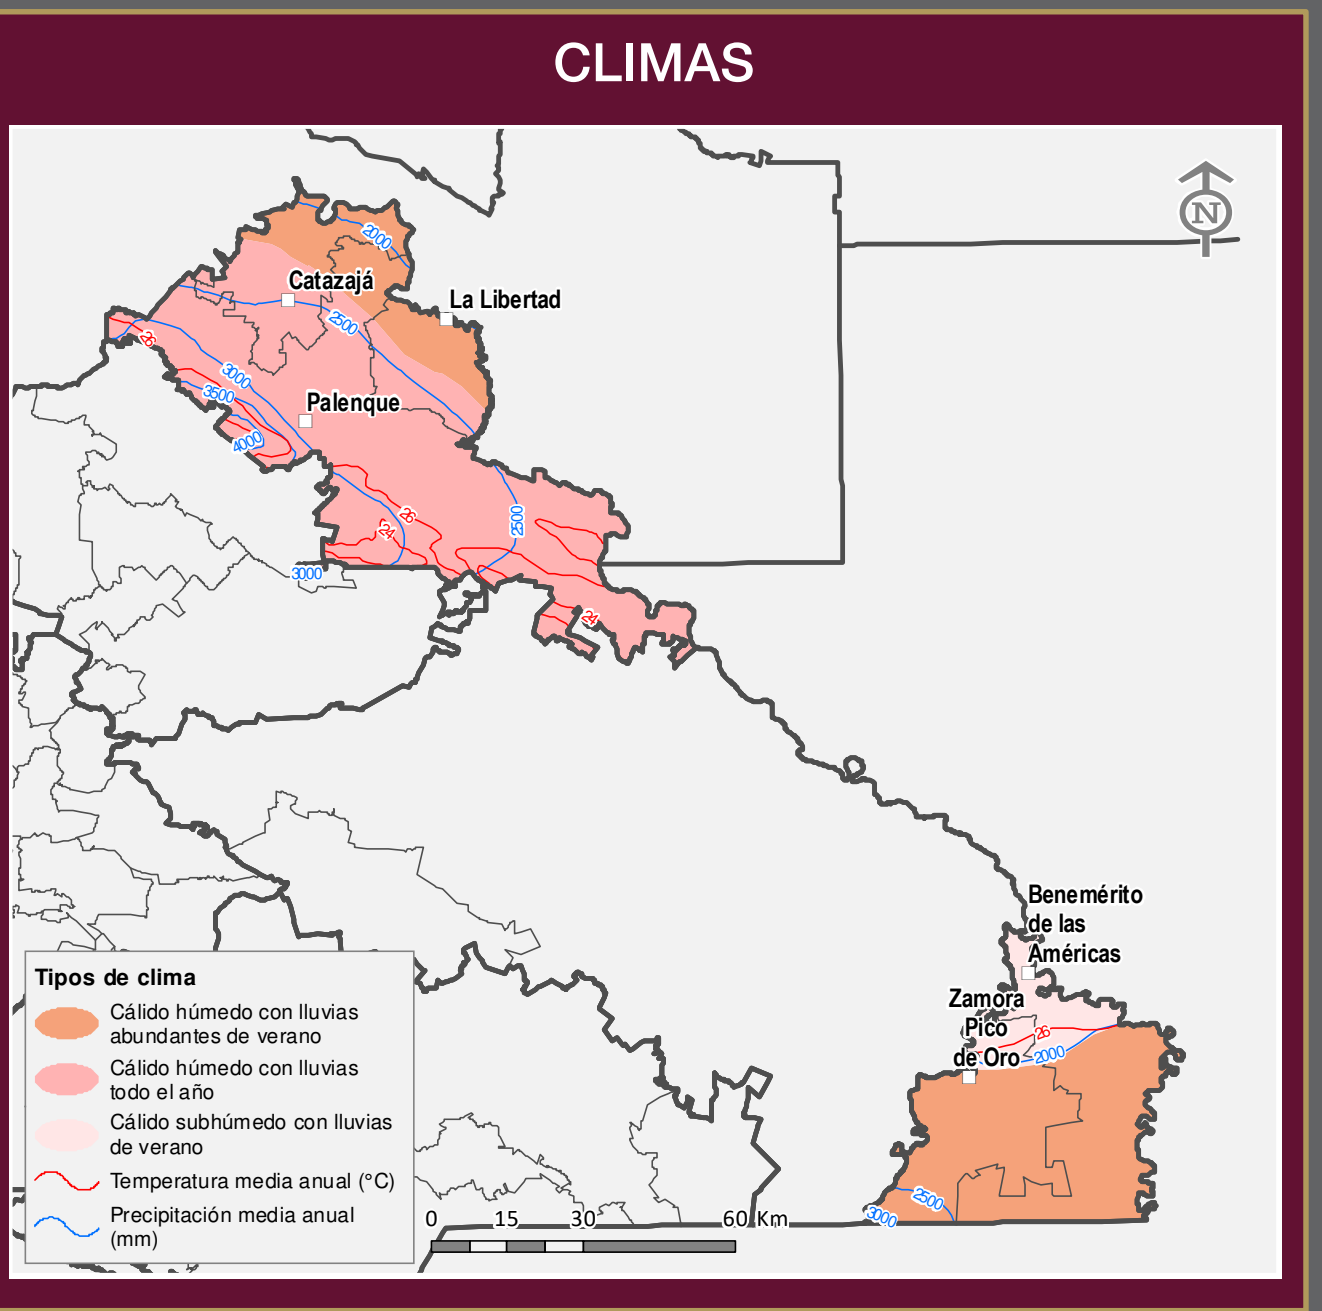 CLIMAS
N
2000
Catazajá
La Libertad
2500
26
3000
3500
Palenque
4000
26
24
2500
3000
24
Benemérito
de las
Américas
Zamora
Pico
de Oro
26
2000
2500
3000
Tipos de clima
Cálido húmedo con lluvias
abundantes de verano
Cálido húmedo con lluvias
todo el año
Cálido subhúmedo con lluvias
de verano
Temperatura media anual (°C)
Precipitación media anual
(mm)
0 15 30 60 Km